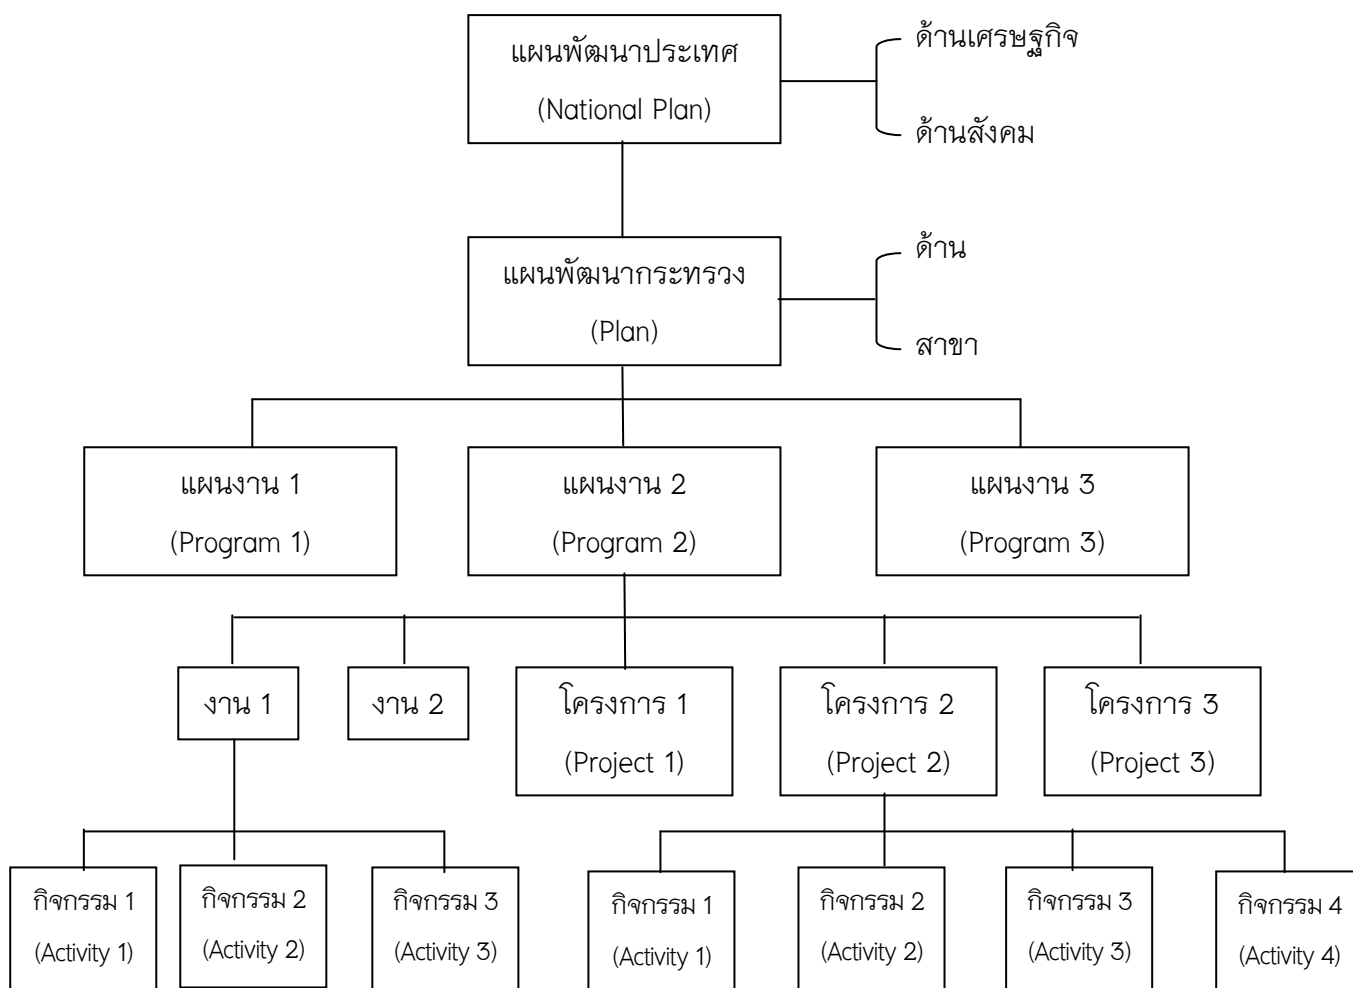 แผนพัฒนาประเทศ
(National Plan)
ด้านเศรษฐกิจ
ด้านสังคม
แผนพัฒนากระทรวง
(Plan)
ด้าน
สาขา
แผนงาน 1
(Program 1)
แผนงาน 2
(Program 2)
แผนงาน 3
(Program 3)
งาน 1
งาน 2
โครงการ 1
(Project 1)
โครงการ 2
(Project 2)
โครงการ 3
(Project 3)
กิจกรรม 1
(Activity 1)
กิจกรรม 2
(Activity 2)
กิจกรรม 3
(Activity 3)
กิจกรรม 1
(Activity 1)
กิจกรรม 2
(Activity 2)
กิจกรรม 3
(Activity 3)
กิจกรรม 4
(Activity 4)